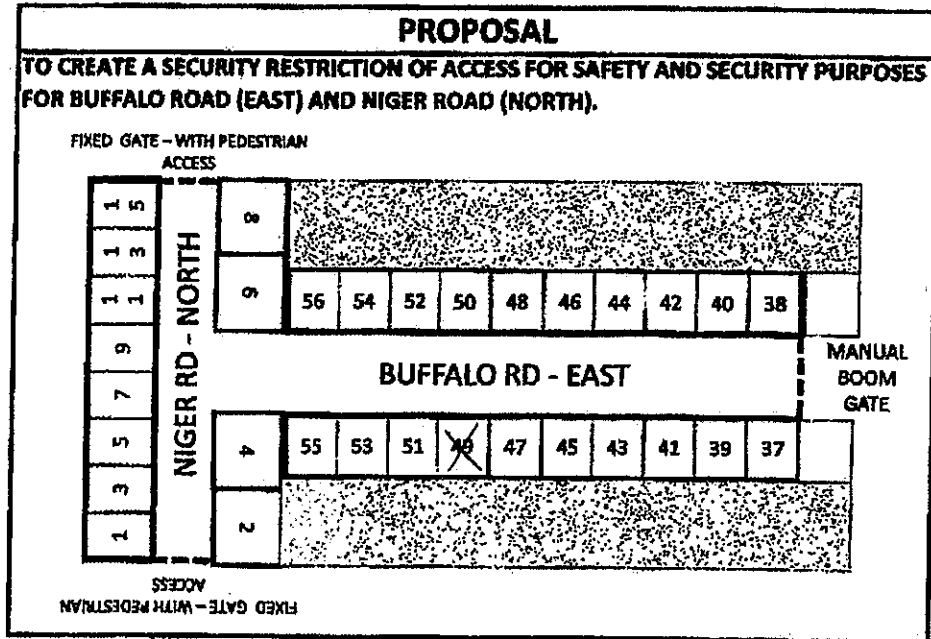 PROPOSAL
TO CREATE A SECURITY RESTRICTION OF ACCESS FOR SAFETY AND SECURITY PURPOSES
FOR BUFFALO ROAD (EAST) AND NIGER ROAD (NORTH).
FIXED GATE – WITH PEDESTRIAN
ACCESS
15
13
11
9
7
5
3
1
NIGER RD - NORTH
8
6
4
2
56 54 52 50 48 46 44 42 40 38
BUFFALO RD - EAST
MANUAL
BOOM
GATE
55 53 51 49 47 45 43 41 39 37
FIXED GATE – WITH PEDESTRIAN
ACCESS